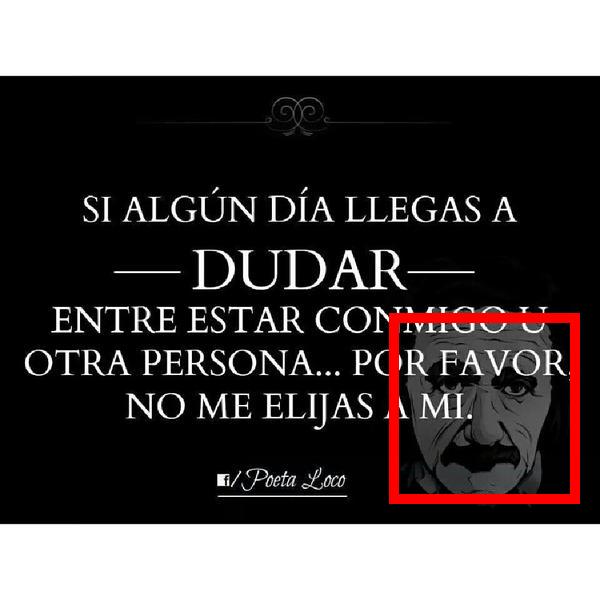 SI ALGÚN DÍA LLEGAS A
DUDAR
ENTRE ESTAR CONMIGO U
OTRA PERSONA... POR FAVOR,
NO ME ELIJAS A MI.
f/Poeta Loco